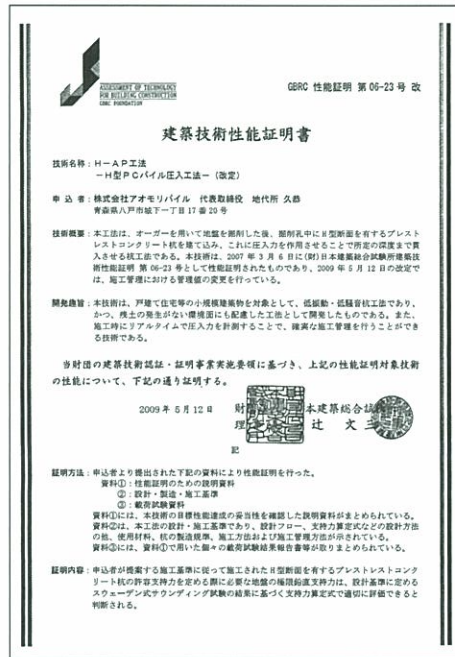 ASSESSMENT OF TECHNOLOGY
FOR BUILDING CONSTRUCTION
GBRC FOUNDATION
GBRC 性能証明 第06-23号 改
建築技術性能証明書
技術名称:H-AP工法
-H型PCパイル圧入工法-(改定)
申込者:株式会社アオモリパイル 代表取締役 地代所 久恭
青森県八戸市城下一丁目17番20号
技術概要:本工法は、オーガーを用いて地盤を掘削した後、掘削孔中にH型断面を有するプレスト
レストコンクリート杭を建て込み、これに圧入力を作用させることで所定の深度まで貫
入させる杭工法である。本技術は、2007年3月6日に(財)日本建築総合試験所建築技
術性能証明 第06-23号として性能証明されたものであり、2009年5月12日の改定で
は、施工管理における管理値の変更を行っている。
開発趣旨:本技術は、戸建て住宅等の小規模建築物を対象として、低振動・低騒音杭工法であり、
かつ、残土の発生がない環境面にも配慮した工法として開発したものである。また、
施工時にリアルタイムで圧入力を計測することで、確実な施工管理を行うことができ
る技術である。
当財団の建築技術認証・証明事業実施要領に基づき、上記の性能証明対象技術
の性能について、下記の通り証明する。
2009年5月12日
財 日本建築総合試
理 辻 文三
記
証明方法:申込者より提出された下記の資料により性能証明を行った。
資料①:性能証明のための説明資料
②:設計・製造・施工基準
③:載荷試験資料
資料①には、本技術の目標性能達成の妥当性を確認した説明資料がまとめられている。
資料②は、本工法の設計・施工基準であり、設計フロー、支持力算定式などの設計方法
の他、使用材料、杭の製造規準、施工方法および施工管理方法が示されている。
資料③には、資料①で用いた個々の載荷試験結果報告書等が取りまとめられている。
証明内容:申込者が提案する施工基準に従って施工されたH型断面を有するプレストレストコンク
リート杭の許容支持力を定める際に必要な地盤の極限鉛直支持力は、設計基準に定める
スウェーデン式サウンディング試験の結果に基づく支持力算定式で適切に評価できると
判断される。